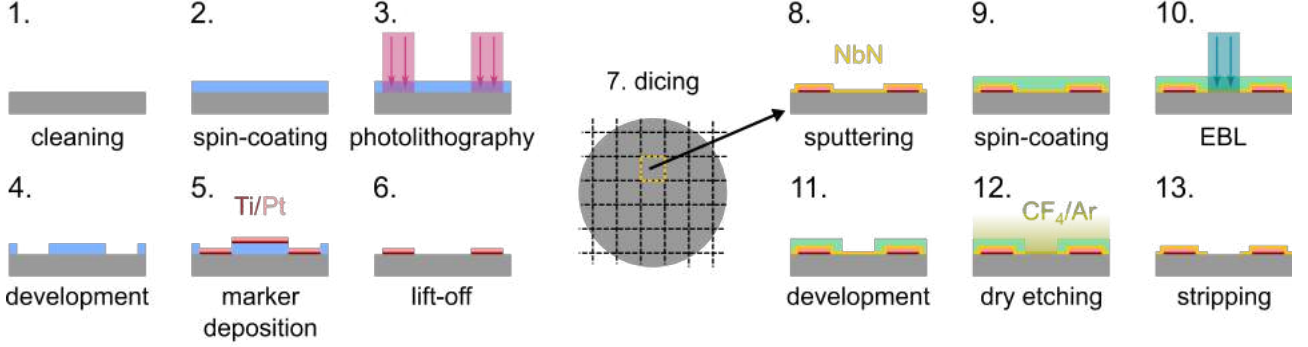 1.
cleaning
2.
spin-coating
3.
photolithography
4.
development
5.
Ti/Pt
marker
deposition
6.
lift-off
7. dicing
8.
NbN
sputtering
9.
spin-coating
10.
EBL
11.
development
12.
CF₄/Ar
dry etching
13.
stripping